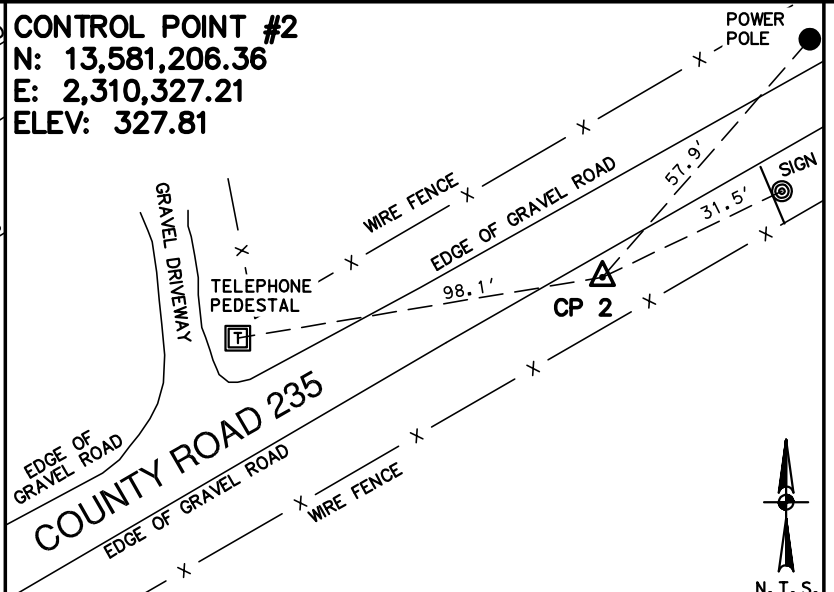 CONTROL POINT #2
N: 13,581,206.36
E: 2,310,327.21
ELEV: 327.81
POWER
POLE
SIGN
57.9'
31.5'
WIRE FENCE
EDGE OF GRAVEL ROAD
GRAVEL DRIVEWAY
TELEPHONE
PEDESTAL
T
98.1'
CP 2
COUNTY ROAD 235
EDGE OF
GRAVEL ROAD
EDGE OF GRAVEL ROAD
WIRE FENCE
N.T.S.